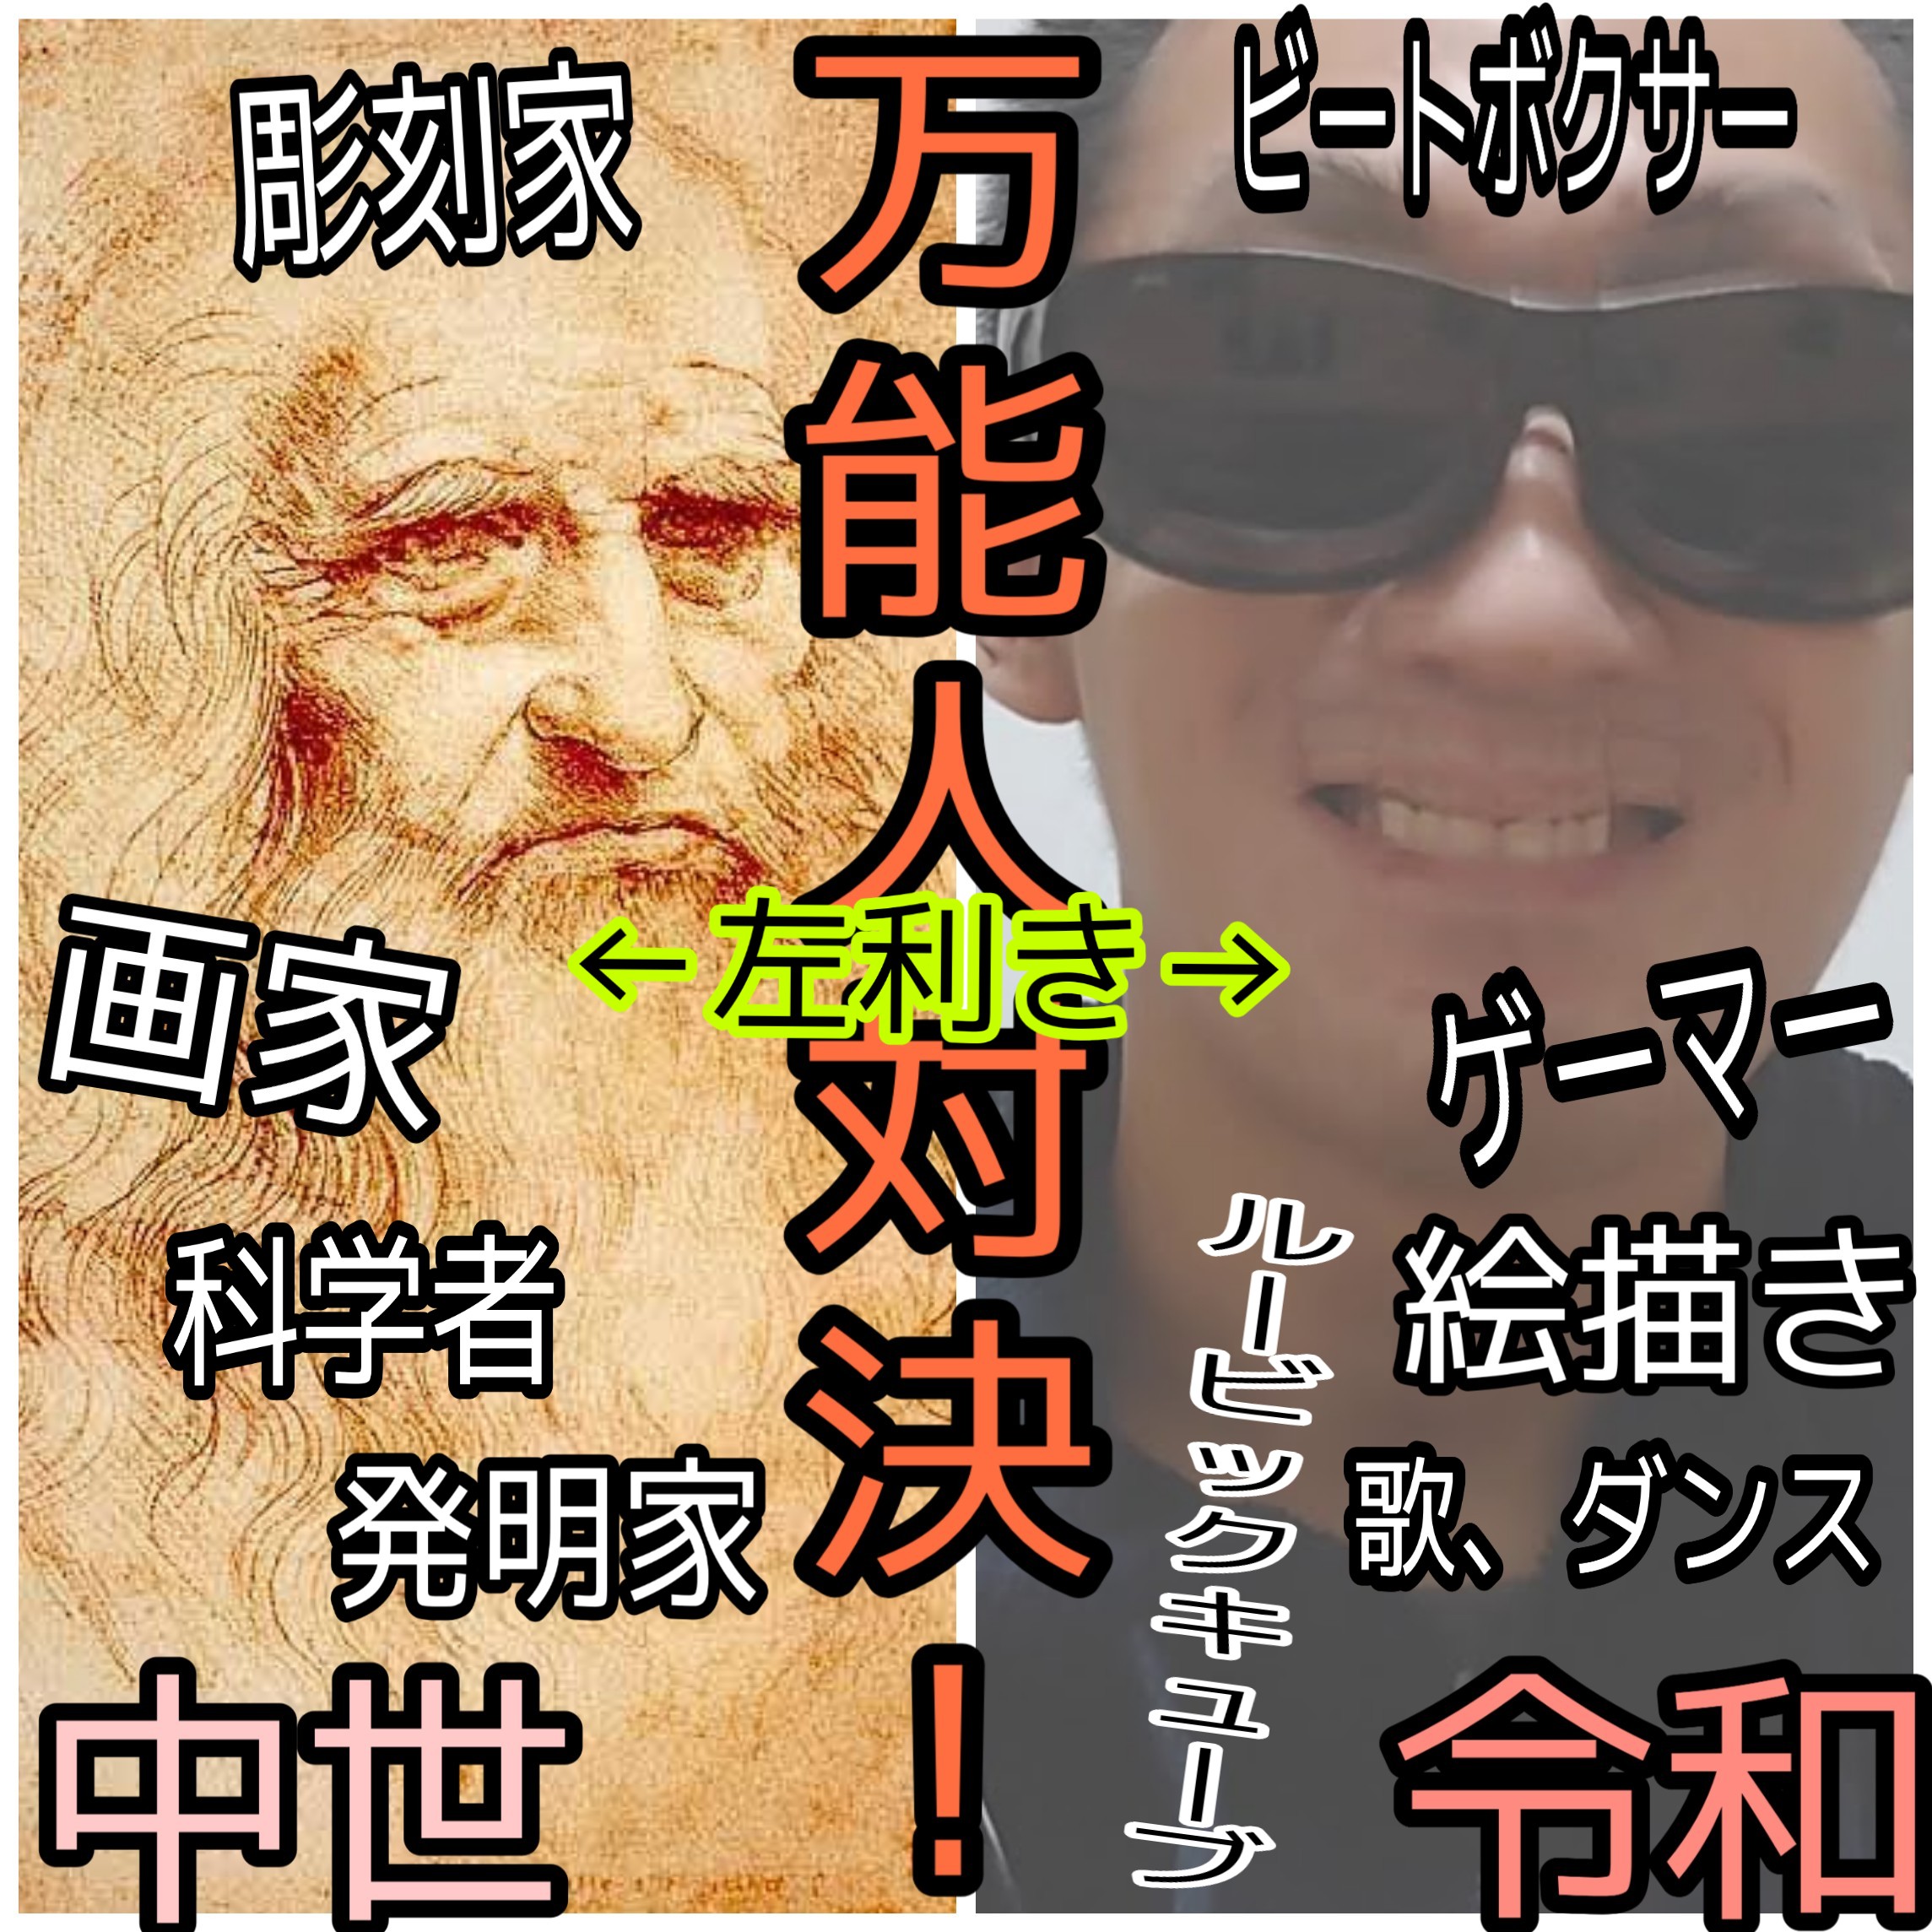 万能人対決！
彫刻家
ビートボクサー
←左利き→
画家
ゲーマー
科学者
絵描き
ルービックキューブ
発明家
歌、ダンス
中世
令和